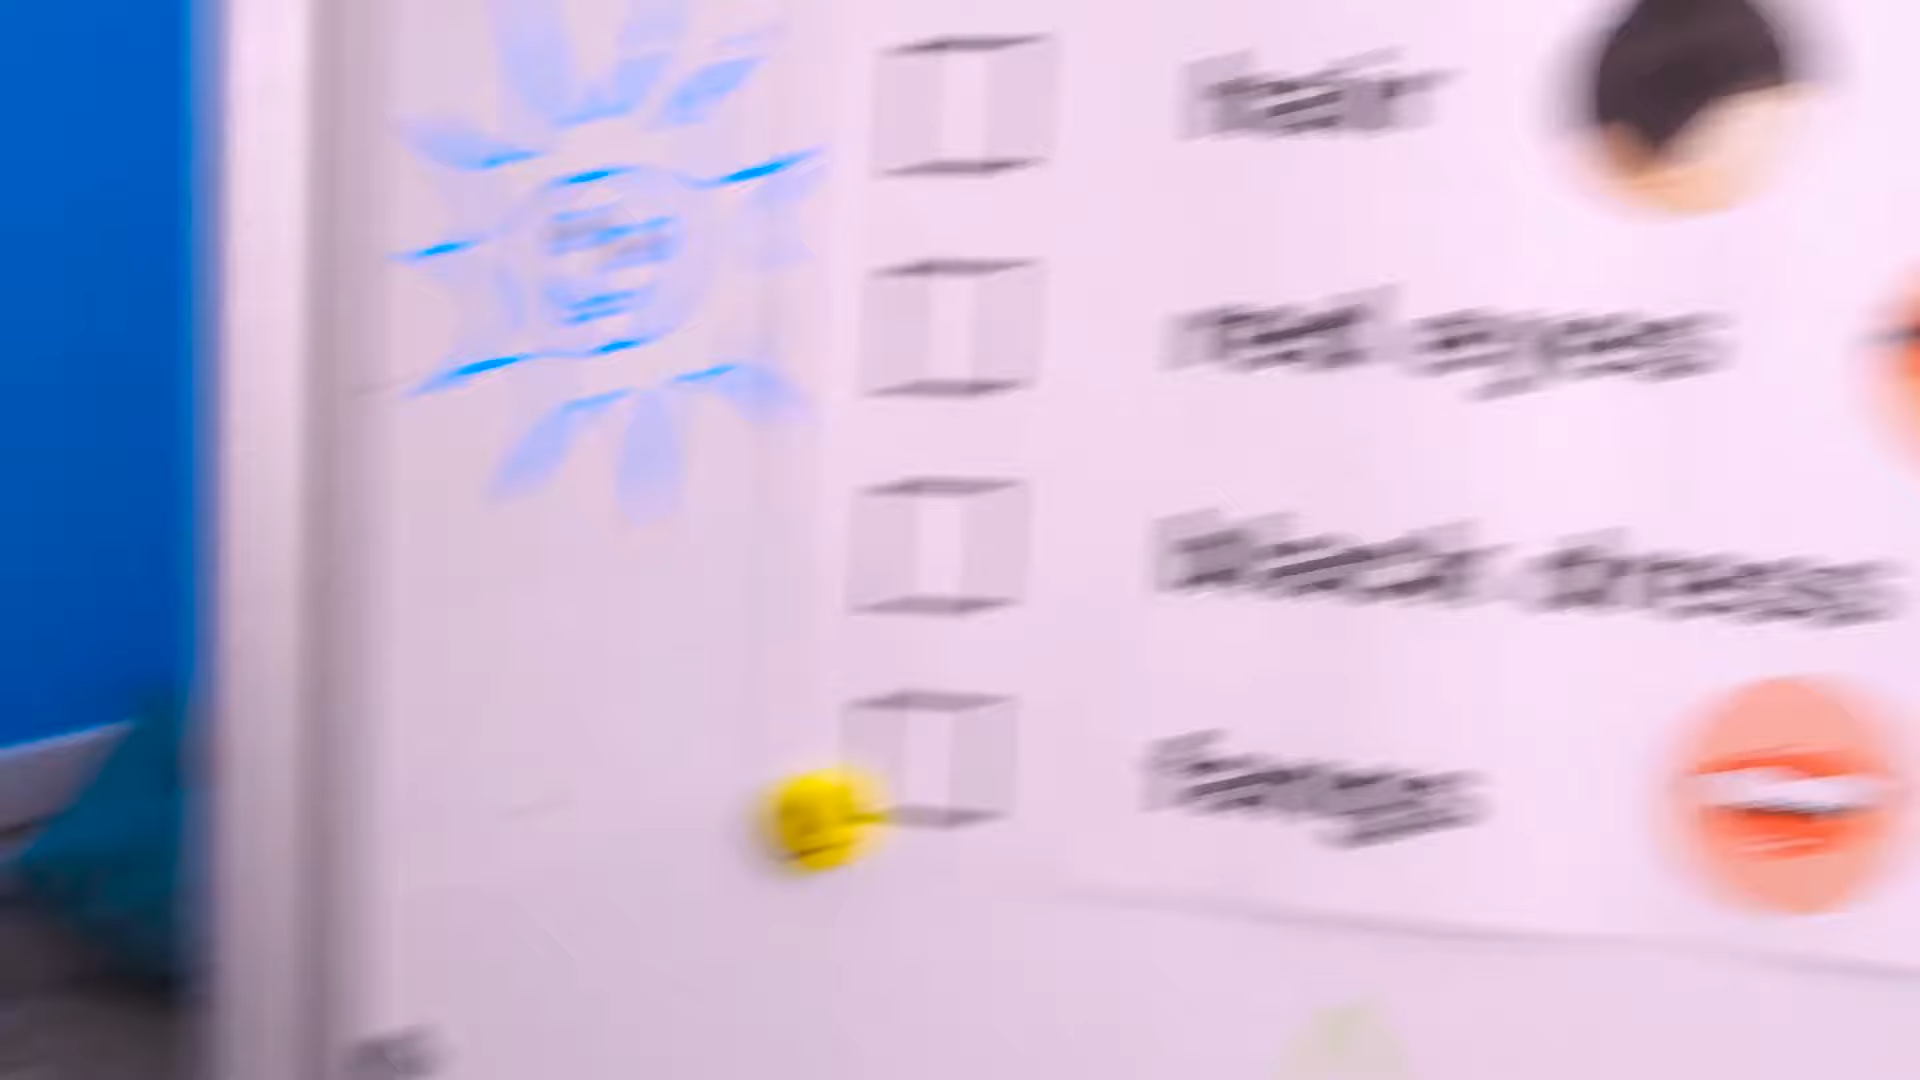 hair
red eyes
black dress
fangs